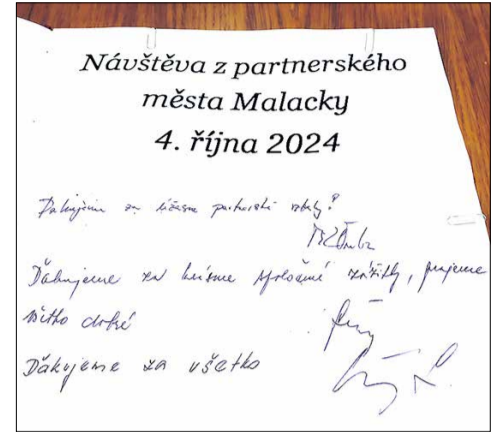 Návštěva z partnerského
města Malacky
4. října 2024
Ďakujeme za úžasné partnerské vzťahy!
Ďakujeme za krásne spoločné zážitky, prajeme
všetko dobré
Ďakujeme za všetko